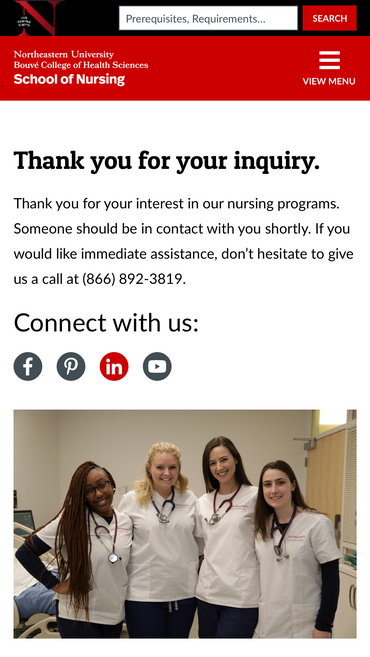 Prerequisites, Requirements...
SEARCH
Northeastern University
Bouvé College of Health Sciences
School of Nursing
VIEW MENU
Thank you for your inquiry.
Thank you for your interest in our nursing programs.
Someone should be in contact with you shortly. If you
would like immediate assistance, don’t hesitate to give
us a call at (866) 892-3819.
Connect with us: